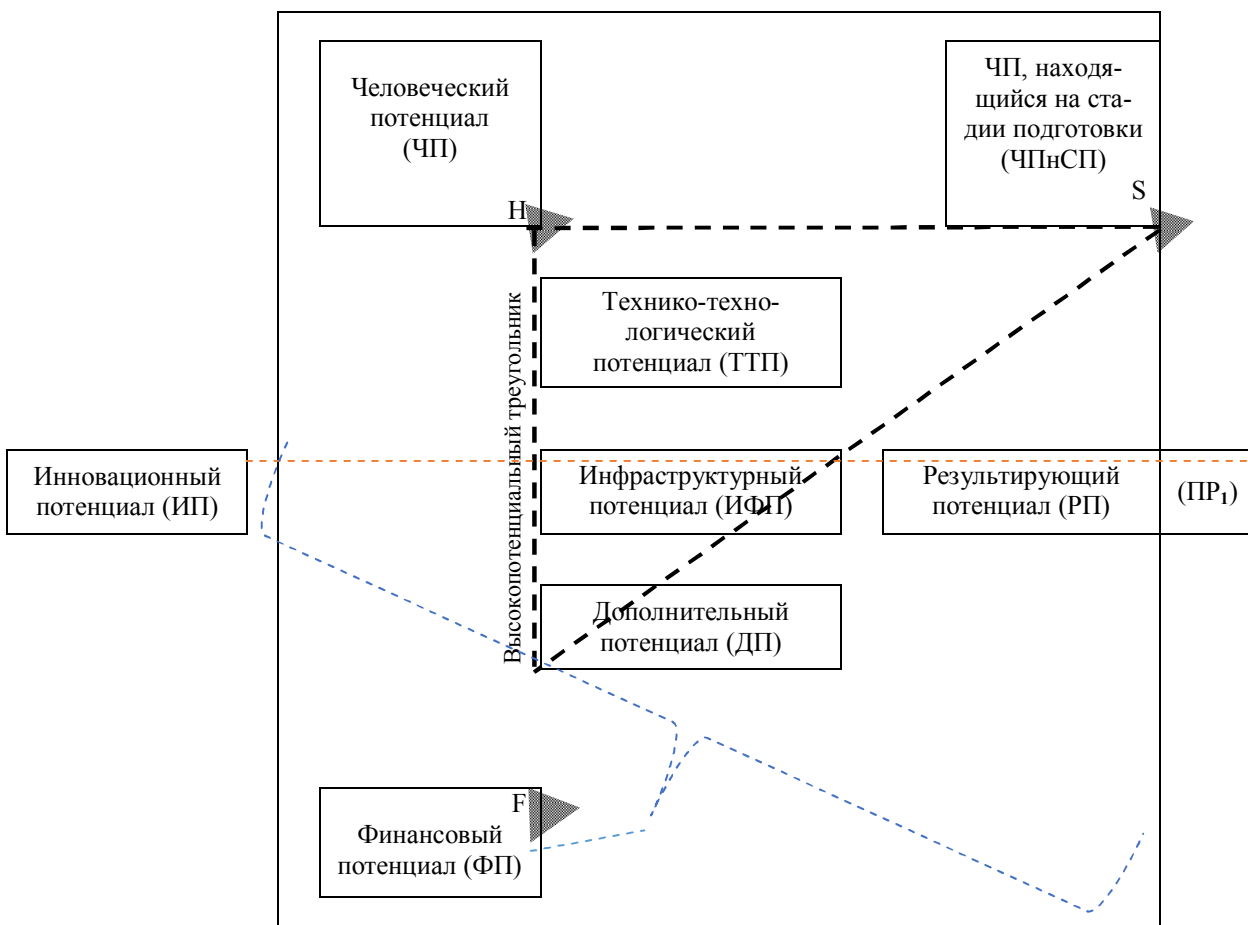 Человеческий
потенциал
(ЧП)
H
ЧП, находя-
щийся на ста-
дии подготовки
(ЧПнСП)
S
Высокопотенциальный треугольник
Технико-техно-
логический
потенциал (ТТП)
Инновационный
потенциал (ИП)
Инфраструктурный
потенциал (ИФП)
Результирующий
потенциал (РП)
(ПР₁)
Дополнительный
потенциал (ДП)
F
Финансовый
потенциал (ФП)